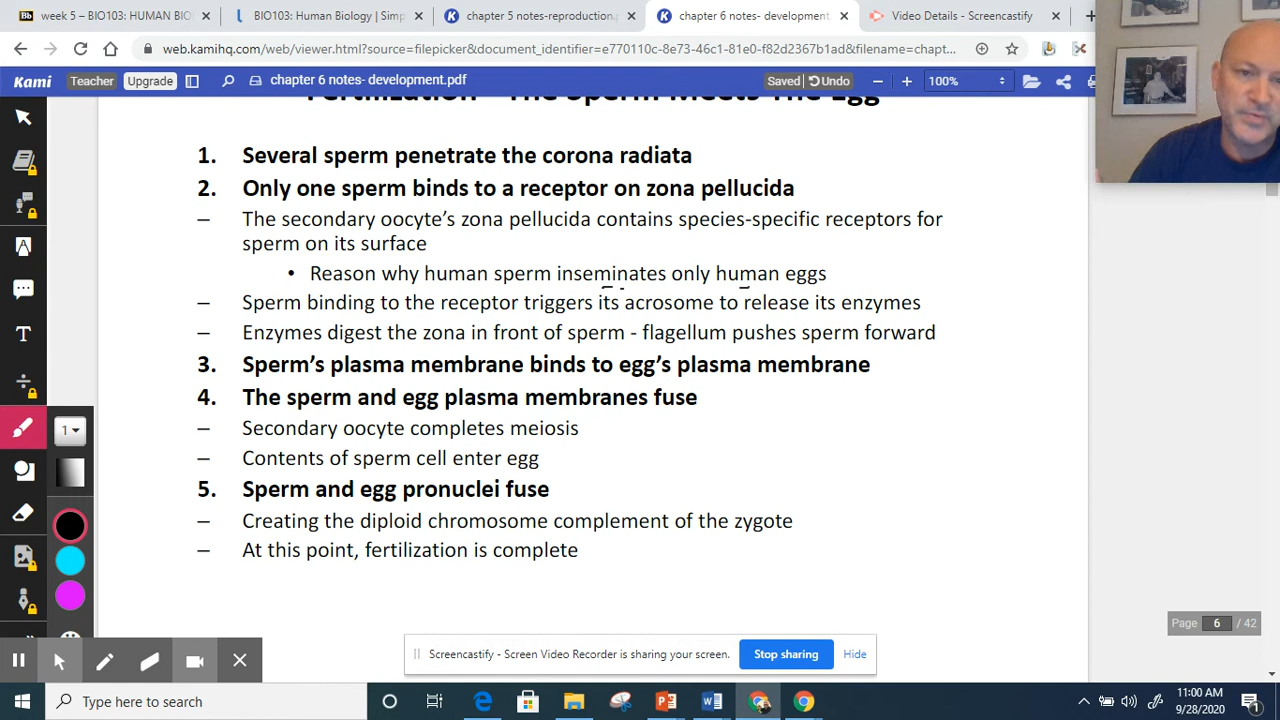 week 5 – BIO103: HUMAN BIO
BIO103: Human Biology | Simp
chapter 5 notes-reproduction.
chapter 6 notes- development.
Video Details - Screencastify
web.kamihq.com/web/viewer.html?source=filepicker&document_identifier=e770110c-8e73-46c1-81e0-f82d2367b1ad&filename=chapt...
Kami Teacher Upgrade chapter 6 notes- development.pdf Saved Undo 100%
Fertilization - The Sperm Meets The Egg
1. Several sperm penetrate the corona radiata
2. Only one sperm binds to a receptor on zona pellucida
– The secondary oocyte's zona pellucida contains species-specific receptors for
sperm on its surface
• Reason why human sperm inseminates only human eggs
– Sperm binding to the receptor triggers its acrosome to release its enzymes
– Enzymes digest the zona in front of sperm - flagellum pushes sperm forward
3. Sperm's plasma membrane binds to egg's plasma membrane
4. The sperm and egg plasma membranes fuse
– Secondary oocyte completes meiosis
– Contents of sperm cell enter egg
5. Sperm and egg pronuclei fuse
– Creating the diploid chromosome complement of the zygote
– At this point, fertilization is complete
1
Page 6 / 42
Screencastify - Screen Video Recorder is sharing your screen. Stop sharing Hide
Type here to search
11:00 AM
9/28/2020